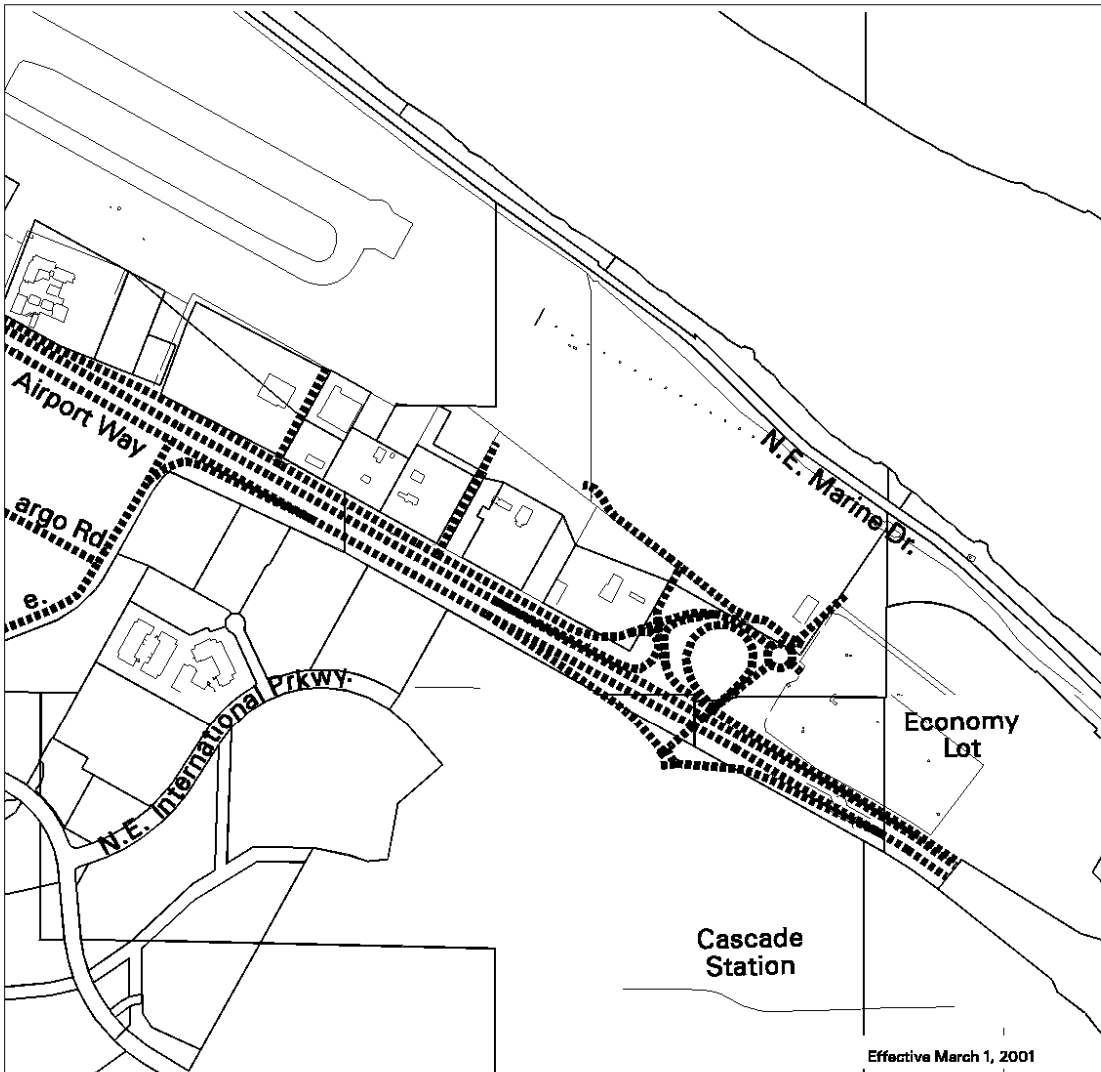 Airport Way
argo Rd
e.
N.E. Marine Dr.
N.E. International Prkwy.
Economy
Lot
Cascade
Station
Effective March 1, 2001